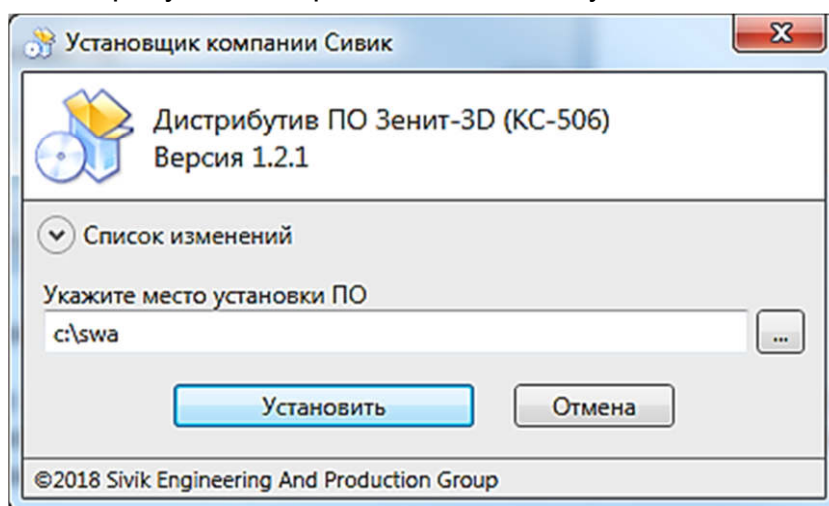 Установщик компании Сивик
Дистрибутив ПО Зенит-3D (КС-506)
Версия 1.2.1
Список изменений
Укажите место установки ПО
c:\swa
...
Установить Отмена
©2018 Sivik Engineering And Production Group